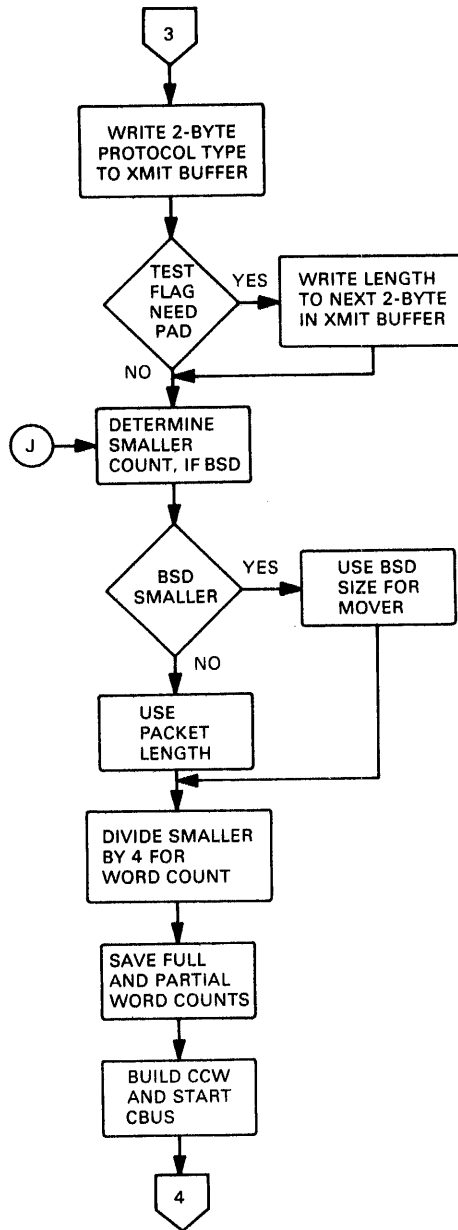 3
WRITE 2-BYTE
PROTOCOL TYPE
TO XMIT BUFFER
TEST
FLAG
NEED
PAD
YES
WRITE LENGTH
TO NEXT 2-BYTE
IN XMIT BUFFER
NO
J
DETERMINE
SMALLER
COUNT, IF BSD
BSD
SMALLER
YES
USE BSD
SIZE FOR
MOVER
NO
USE
PACKET
LENGTH
DIVIDE SMALLER
BY 4 FOR
WORD COUNT
SAVE FULL
AND PARTIAL
WORD COUNTS
BUILD CCW
AND START
CBUS
4